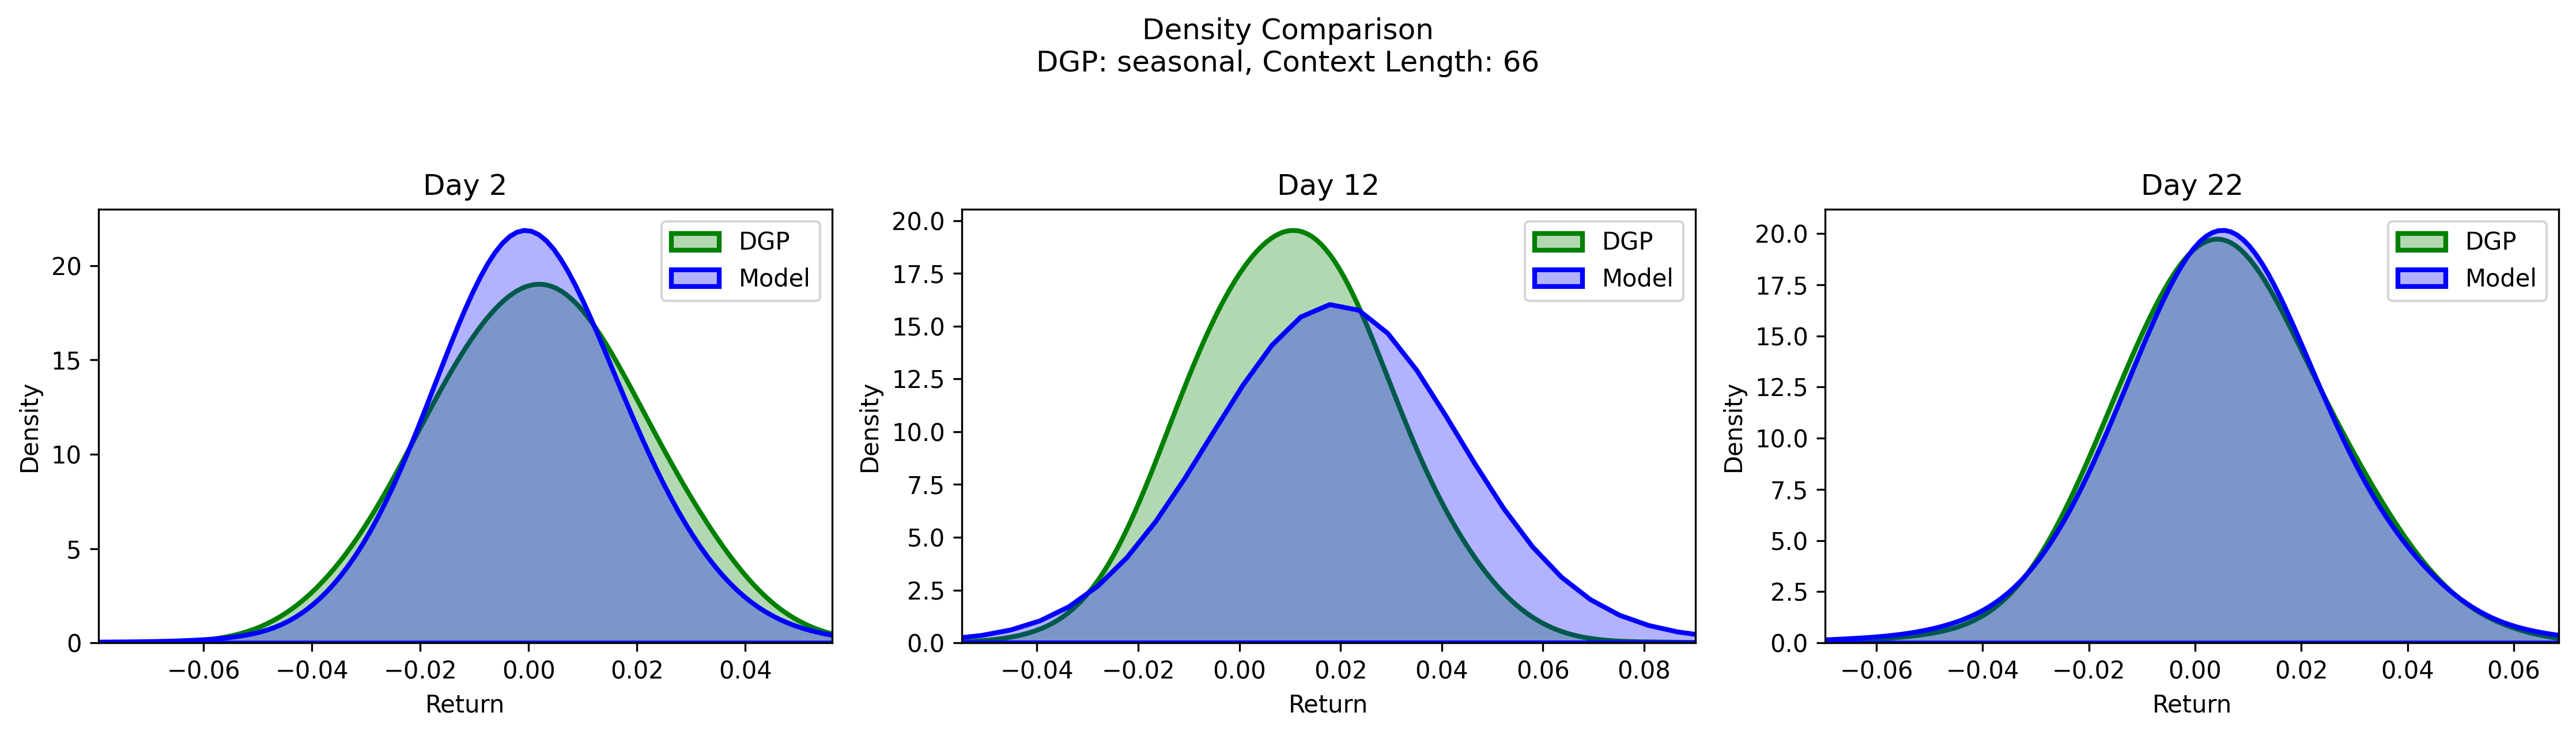 Density Comparison
DGP: seasonal, Context Length: 66
Day 2
DGP
Model
20
15
10
5
0
Density
−0.06 −0.04 −0.02 0.00 0.02 0.04
Return
Day 12
DGP
Model
20.0
17.5
15.0
12.5
10.0
7.5
5.0
2.5
0.0
Density
−0.04 −0.02 0.00 0.02 0.04 0.06 0.08
Return
Day 22
DGP
Model
20.0
17.5
15.0
12.5
10.0
7.5
5.0
2.5
0.0
Density
−0.06 −0.04 −0.02 0.00 0.02 0.04 0.06
Return